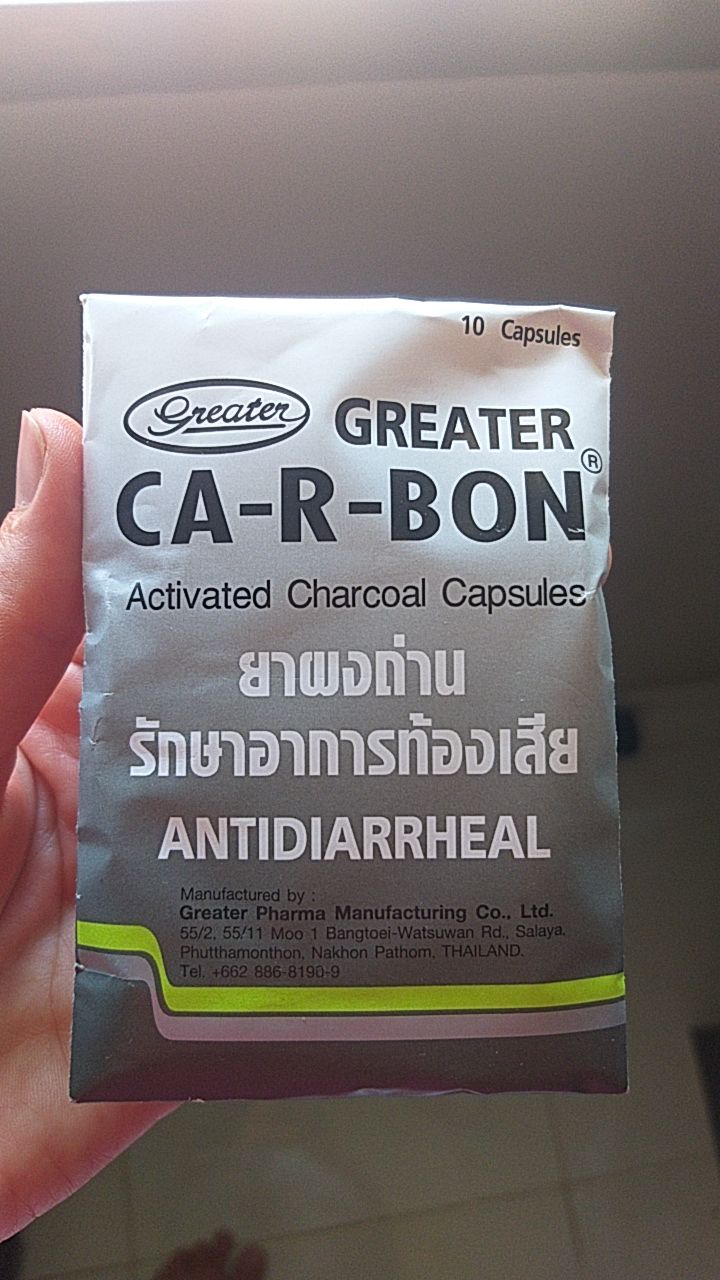 10 Capsules
Greater GREATER
CA-R-BON®
Activated Charcoal Capsules
ยาผงถ่าน
รักษาอาการท้องเสีย
ANTIDIARRHEAL
Manufactured by :
Greater Pharma Manufacturing Co., Ltd.
55/2, 55/11 Moo 1 Bangtoei-Watsuwan Rd., Salaya,
Phutthamonthon, Nakhon Pathom, THAILAND.
Tel. +662 886-8190-9